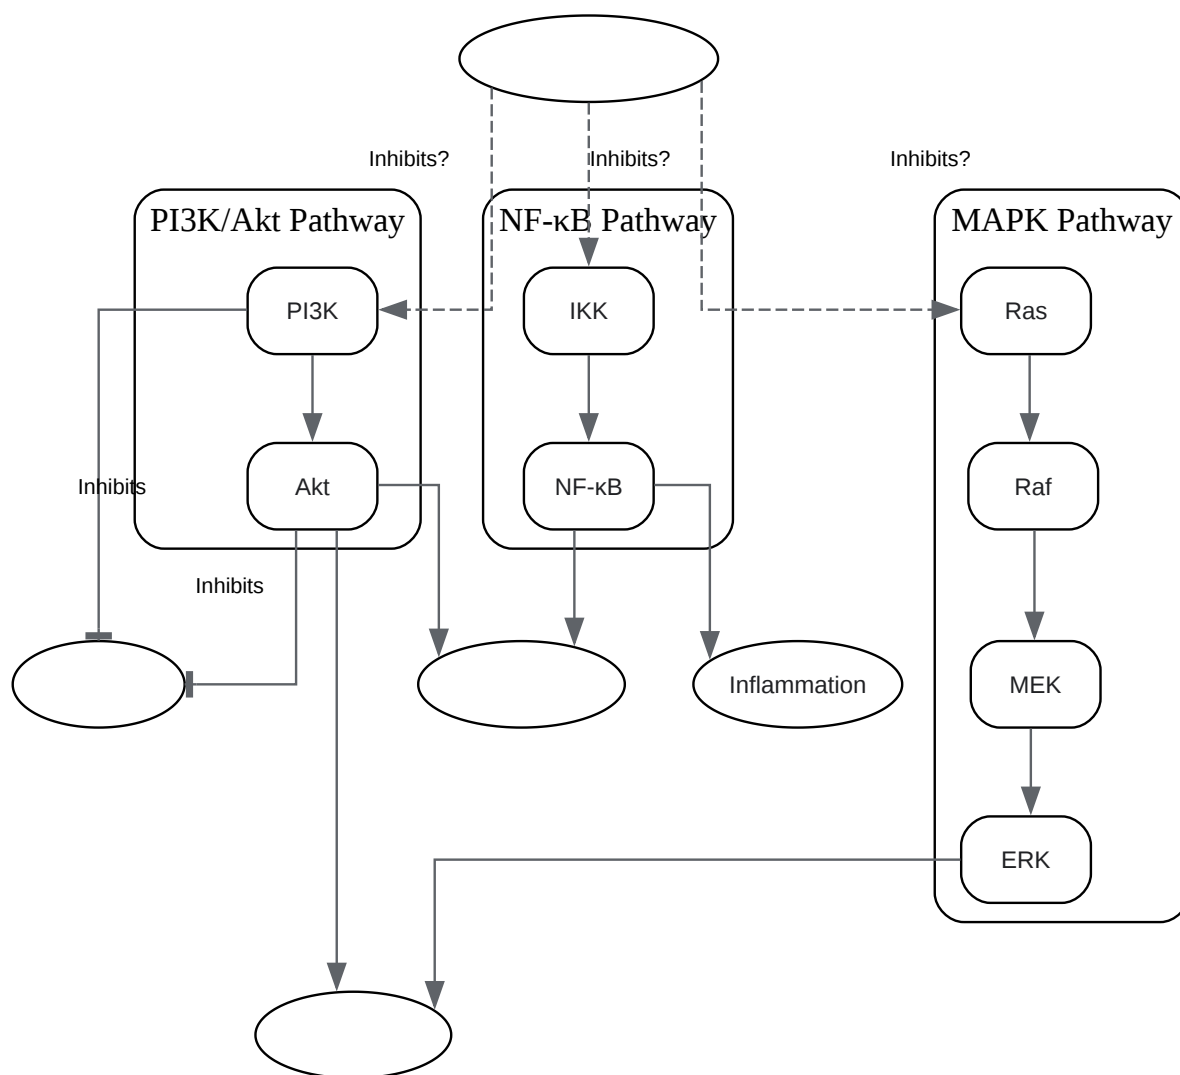 Inhibits?
Inhibits?
Inhibits?
PI3K/Akt Pathway
NF-κB Pathway
MAPK Pathway
PI3K
IKK
Ras
Akt
NF-κB
Raf
Inhibits
Inhibits
Inflammation
MEK
ERK